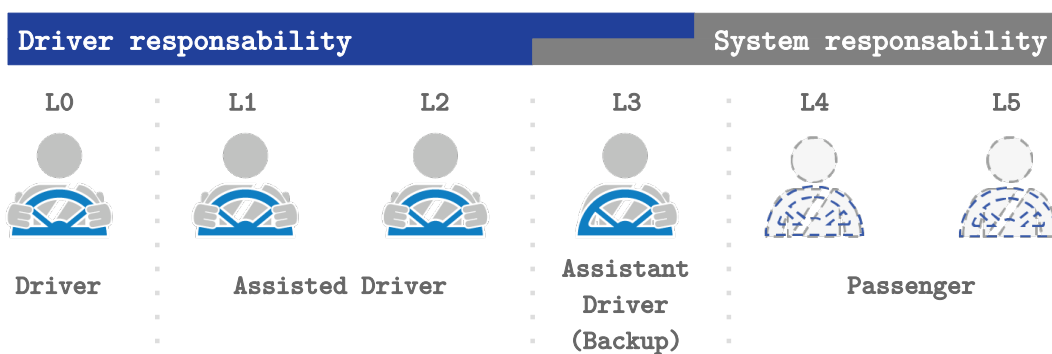 Driver responsability
System responsability
L0
L1
L2
L3
L4
L5
Driver
Assisted Driver
Assistant
Driver
(Backup)
Passenger